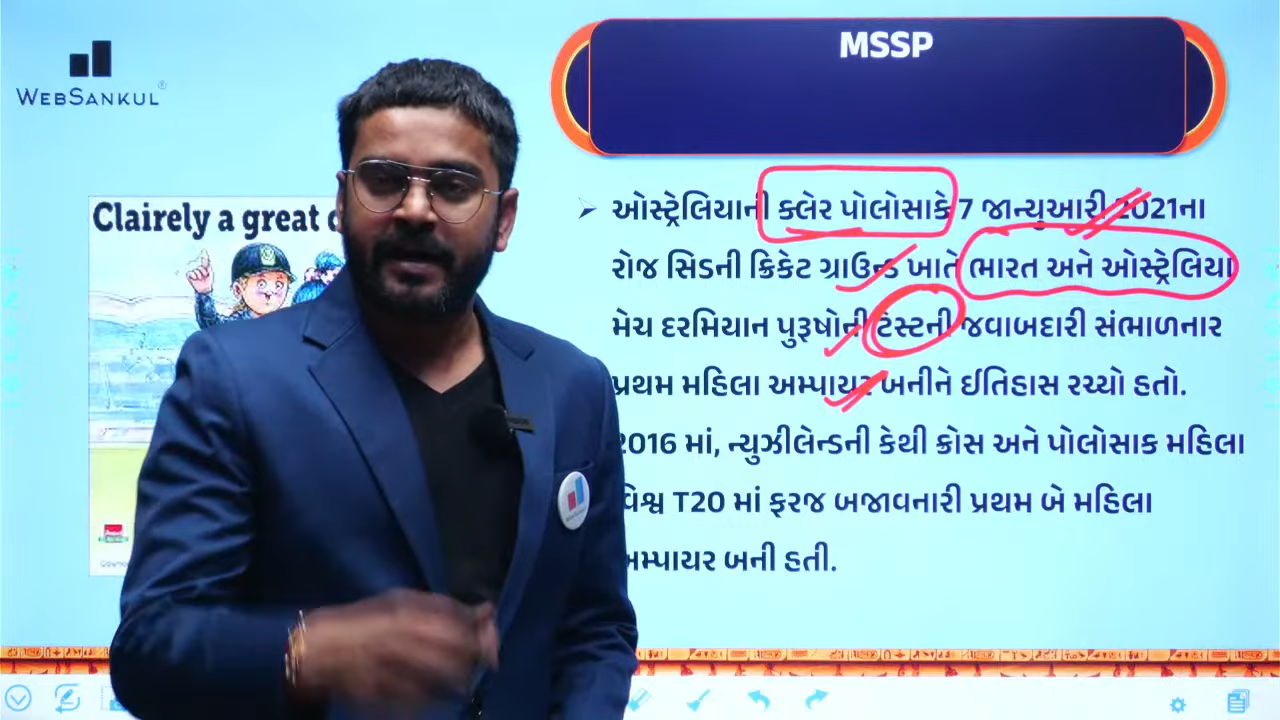 MSSP
WEBSANKUL
Clairely a great
ઓસ્ટ્રેલિયાની ક્લેર પોલોસાકે 7 જાન્યુઆરી 2021ના
રોજ સિડની ક્રિકેટ ગ્રાઉન્ડ ખાતે ભારત અને ઓસ્ટ્રેલિયા
મેચ દરમિયાન પુરૂષોની ટેસ્ટની જવાબદારી સંભાળનાર
પ્રથમ મહિલા અમ્પાયર બનીને ઈતિહાસ રચ્યો હતો.
2016 માં, ન્યુઝીલેન્ડની કેથી ક્રોસ અને પોલોસાક મહિલા
વિશ્વ T20 માં ફરજ બજાવનારી પ્રથમ બે મહિલા
અમ્પાયર બની હતી.